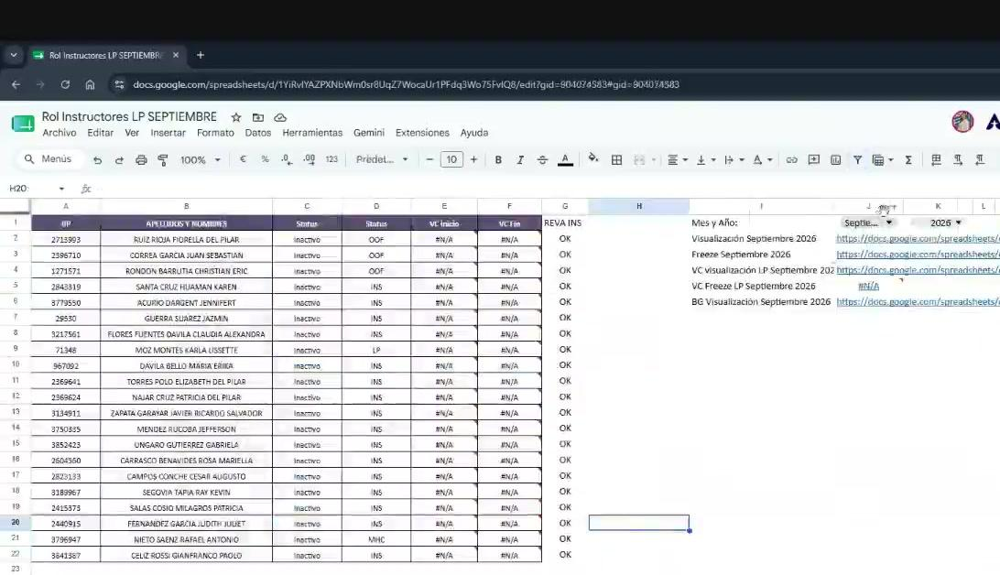 Rol Instructores LP SEPTIEMBR
docs.google.com/spreadsheets/d/1YiRvlYAZPXNbWm0sr8UqZ7WocaUr1PFdq3Wo75FvIQ8/edit?gid=904074583#gid=904074583
Rol Instructores LP SEPTIEMBRE
Archivo Editar Ver Insertar Formato Datos Herramientas Gemini Extensiones Ayuda
Menús 100% € % .0 .00 123 Predet... - 10 + B I A Σ
H20 fx
A B C D E F G H I J K L
1 BP APELLIDOS Y NOMBRES Status Status VC Inicio VC Fin REVA INS Mes y Año: Septie... 2026
2 2713993 RUIZ RIOJA FIORELLA DEL PILAR Inactivo OOF #N/A #N/A OK Visualización Septiembre 2026 https://docs.google.com/spreadsheets/
3 2396710 CORREA GARCIA JUAN SEBASTIAN Inactivo OOF #N/A #N/A OK Freeze Septiembre 2026 https://docs.google.com/spreadsheets/
4 1271571 RONDON BARRUTIA CHRISTIAN ERIC Inactivo OOF #N/A #N/A OK VC Visualización LP Septiembre 202 https://docs.google.com/spreadsheets/
5 2843319 SANTA CRUZ HUAMAN KAREN Inactivo INS #N/A #N/A OK VC Freeze LP Septiembre 2026 #N/A
6 3779550 ACURIO DARGENT JENNIFERT Inactivo INS #N/A #N/A OK BG Visualización Septiembre 2026 https://docs.google.com/spreadsheets/
7 29530 GUERRA SUAREZ JAZMIN Inactivo INS #N/A #N/A OK
8 3217561 FLORES FUENTES DAVILA CLAUDIA ALEXANDRA Inactivo INS #N/A #N/A OK
9 71348 MOZ MONTES KARLA LISSETTE Inactivo LP #N/A #N/A OK
10 967092 DAVILA BELLO MARIA ERIKA Inactivo INS #N/A #N/A OK
11 2369641 TORRES POLO ELIZABETH DEL PILAR Inactivo INS #N/A #N/A OK
12 2369624 NAJAR CRUZ PATRICIA DEL PILAR Inactivo INS #N/A #N/A OK
13 3134911 ZAPATA GARAYAR JAVIER RICARDO SALVADOR Inactivo INS #N/A #N/A OK
14 3750335 MENDEZ RUCOBA JEFFERSON Inactivo INS #N/A #N/A OK
15 3852423 UNGARO GUTIERREZ GABRIELA Inactivo INS #N/A #N/A OK
16 2604560 CARRASCO BENAVIDES ROSA MARIELLA Inactivo INS #N/A #N/A OK
17 2823133 CAMPOS CONCHE CESAR AUGUSTO Inactivo INS #N/A #N/A OK
18 3189967 SEGOVIA TAPIA RAY KEVIN Inactivo INS #N/A #N/A OK
19 2415373 SALAS COSIO MILAGROS PATRICIA Inactivo INS #N/A #N/A OK
20 2440915 FERNANDEZ GARCIA JUDITH JULIET Inactivo INS #N/A #N/A OK
21 3796947 NIETO SAENZ RAFAEL ANTONIO Inactivo MHC #N/A #N/A OK
22 3841387 CELIZ ROSSI GIANFRANCO PAOLO Inactivo INS #N/A #N/A OK
23